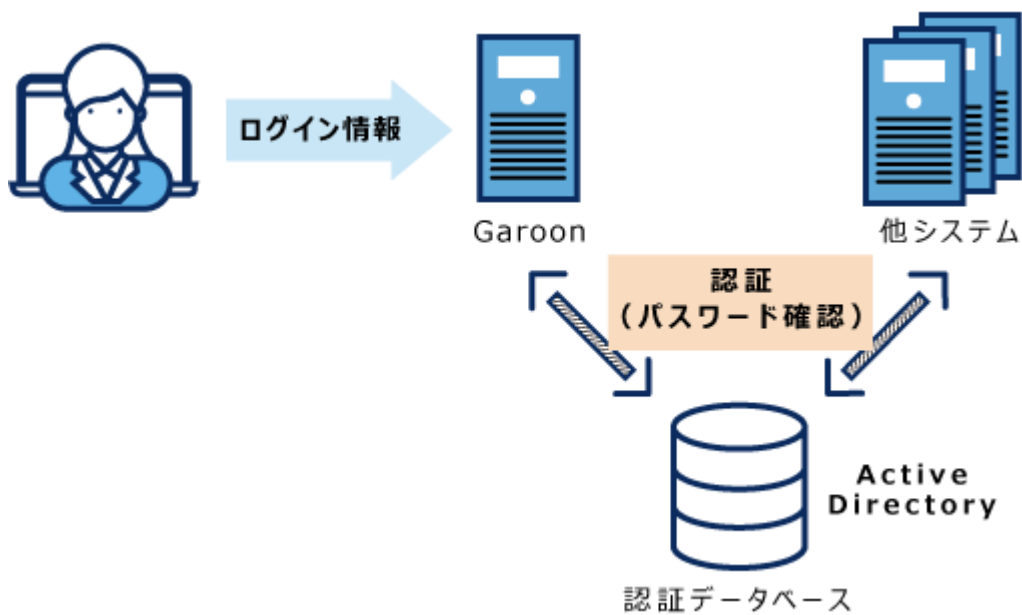 ログイン情報
Garoon
他システム
認証
（パスワード確認）
Active
Directory
認証データベース